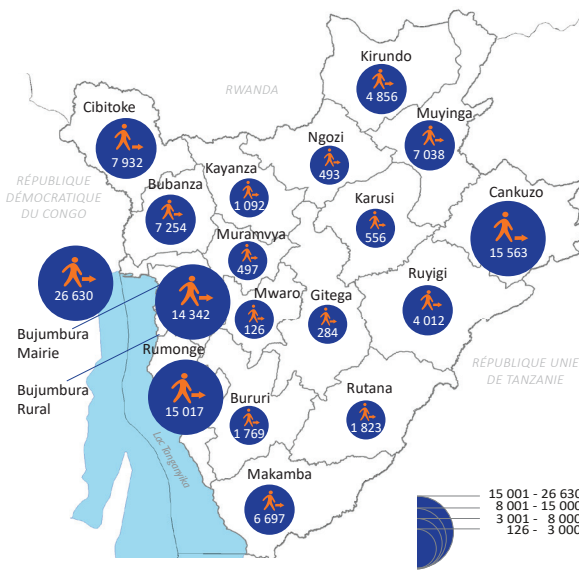 Kirundo
4 856
RWANDA
Cibitoke
7 932
Muyinga
7 038
Ngozi
493
RÉPUBLIQUE
DÉMOCRATIQUE
DU CONGO
Kayanza
1 092
Bubanza
7 254
Karusi
556
Cankuzo
15 563
Muramvya
497
26 630
14 342
Mwaro
126
Gitega
284
Ruyigi
4 012
Bujumbura
Mairie
Rumonge
15 017
RÉPUBLIQUE UNIE
DE TANZANIE
Bujumbura
Rural
Bururi
1 769
Rutana
1 823
Lac Tanganyika
Makamba
6 697
15 001 - 26 630
8 001 - 15 000
3 001 - 8 000
126 - 3 000